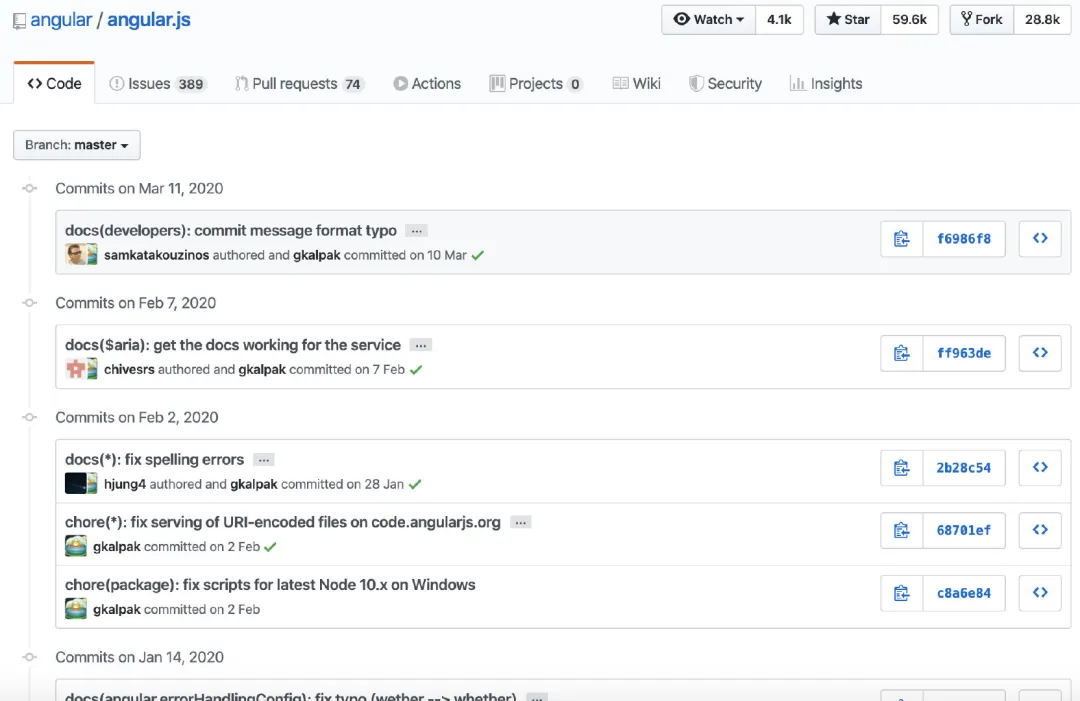 angular / angular.js
Watch 4.1k Star 59.6k Fork 28.8k
Code Issues 389 Pull requests 74 Actions Projects 0 Wiki Security Insights
Branch: master
Commits on Mar 11, 2020
docs(developers): commit message format typo ...
f6986f8
samkatakouzinos authored and gkalpak committed on 10 Mar
Commits on Feb 7, 2020
docs($aria): get the docs working for the service ...
ff963de
chivesrs authored and gkalpak committed on 7 Feb
Commits on Feb 2, 2020
docs(*): fix spelling errors ...
2b28c54
hjung4 authored and gkalpak committed on 28 Jan
chore(*): fix serving of URI-encoded files on code.angularjs.org ...
68701ef
gkalpak committed on 2 Feb
chore(package): fix scripts for latest Node 10.x on Windows
c8a6e84
gkalpak committed on 2 Feb
Commits on Jan 14, 2020
docs(angular.errorHandlingConfig): fix typo (wether --> whether) ...